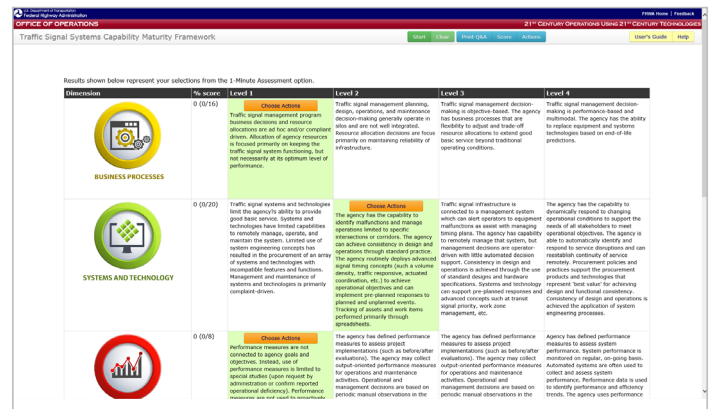 U.S. Department of Transportation
Federal Highway Administration
FHWA Home | Feedback
OFFICE OF OPERATIONS
21ST CENTURY OPERATIONS USING 21ST CENTURY TECHNOLOGIES
Traffic Signal Systems Capability Maturity Framework
Start Clear Print-Q&A Score Actions
User's Guide Help
Results shown below represent your selections from the 1-Minute Assessment option.
Dimension % score Level 1 Level 2 Level 3 Level 4
BUSINESS PROCESSES
0 (0/16)
Choose Actions
Traffic signal management program
business decisions and resource
allocations are ad hoc and/or compliant
driven. Allocation of agency resources
is focused primarily on keeping the
traffic signal system functioning, but
not necessarily at its optimum level of
performance.
Traffic signal management planning,
design, operations, and maintenance
decision-making generally operate in
silos and are not well integrated.
Resource allocation decisions are focus
primarily on maintaining reliability of
infrastructure.
Traffic signal management decision-
making is objective-based. The agency
has business processes that are
flexibility to adjust and trade-off
resource allocations to extend good
basic service beyond traditional
operating conditions.
Traffic signal management decision-
making is performance-based and
multimodal. The agency has the ability
to replace equipment and systems
technologies based on end-of-life
predictions.
SYSTEMS AND TECHNOLOGY
0 (0/20)
Traffic signal systems and technologies
limit the agency?s ability to provide
good basic service. Systems and
technologies have limited capabilities
to remotely manage, operate, and
maintain the system. Limited use of
system engineering concepts has
resulted in the procurement of an array
of systems and technologies with
incompatible features and functions.
Management and maintenance of
systems and technologies is primarily
complaint-driven.
Choose Actions
The agency has the capability to
identify malfunctions and manage
operations limited to specific
intersections or corridors. The agency
can achieve consistency in design and
operations through standard practice.
The agency routinely deploys advanced
signal timing concepts (such a volume
density, traffic responsive, actuated
coordination, etc.) to achieve
operational objectives and can
implement pre-planned responses to
planned and unplanned events.
Tracking of assets and work items
performed primarily through
spreadsheets.
Traffic signal infrastructure is
connected to a management system
which can alert operators to equipment
malfunctions as assist with managing
timing plans. The agency has capability
to remotely manage that system, but
management decisions are operator-
driven with little automated decision
support. Consistency in design and
operations is achieved through the use
of standard designs and hardware
specifications. Systems and technology
can support pre-planned responses and
advanced concepts such at transit
signal priority, work zone
management, etc.
The agency has the capability to
dynamically respond to changing
operational conditions to support the
needs of all stakeholders to meet
operational objectives. The agency is
able to automatically identify and
respond to service disruptions and can
reestablish continuity of service
remotely. Procurement policies and
practices support the procurement
products and technologies that
represent 'best value' for achieving
design and functional consistency.
Consistency of design and operations is
achieved the application of system
engineering processes.
0 (0/8)
Choose Actions
Performance measures are not
connected to agency goals and
objectives. Instead, use of
performance measures is limited to
special studies (upon request by
administration or confirm reported
operational deficiency). Performance
measures are not used to proactively
The agency has defined performance
measures to assess project
implementations (such as before/after
evaluations). The agency may collect
output-oriented performance measures
for operations and maintenance
activities. Operational and
management decisions are based on
periodic manual observations in the
The agency has defined performance
measures to assess project
implementations (such as before/after
evaluations). The agency may collect
output-oriented performance measures
for operations and maintenance
activities. Operational and
management decisions are based on
periodic manual observations in the
Agency has defined performance
measures to assess system
performance. System performance is
monitored on regular, on-going basis.
Automated systems are often used to
collect and assess system
performance. Performance data is used
to identify performance and efficiency
trends. The agency uses performance